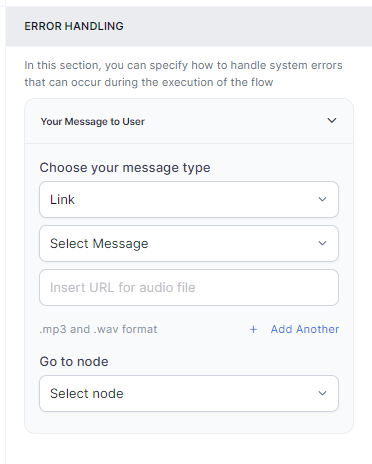 ERROR HANDLING
In this section, you can specify how to handle system errors
that can occur during the execution of the flow
Your Message to User
Choose your message type
Link
Select Message
Insert URL for audio file
.mp3 and .wav format + Add Another
Go to node
Select node